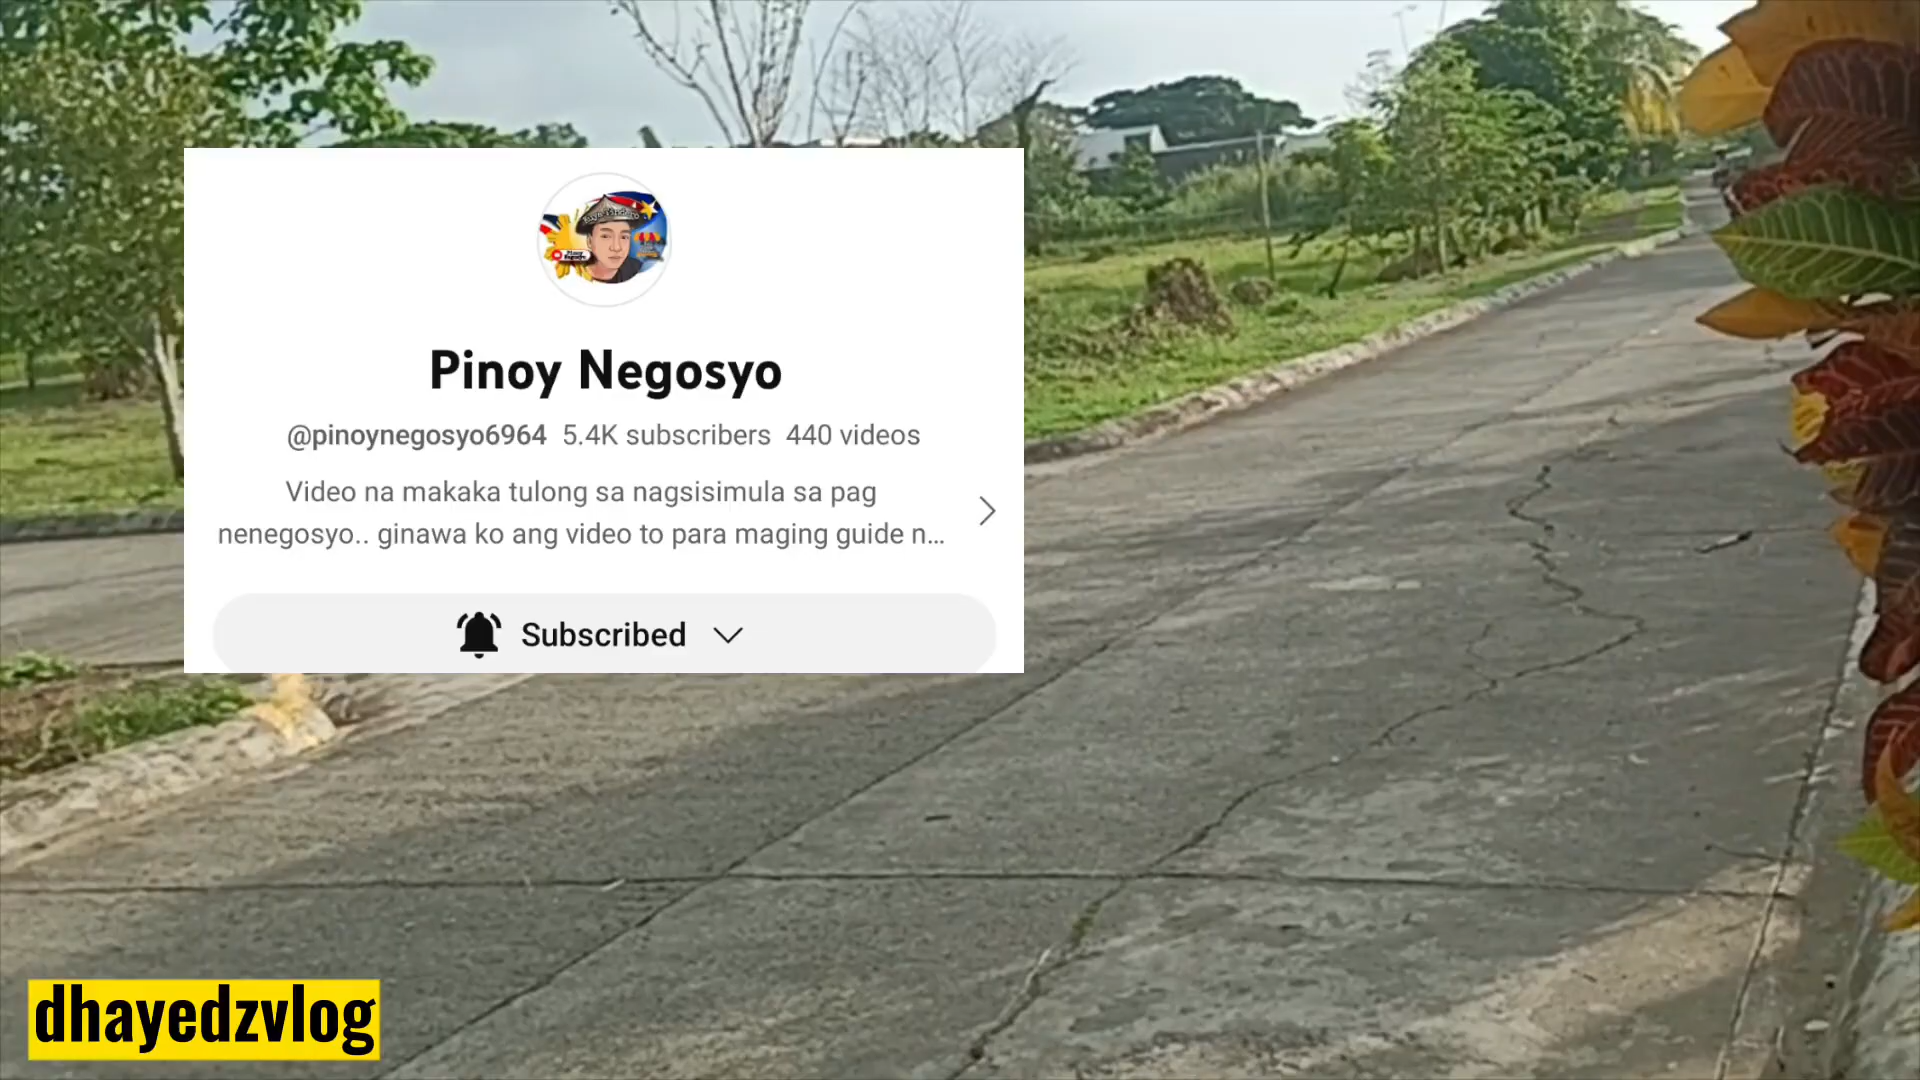 Pinoy Negosyo
@pinoynegosyo6964 5.4K subscribers 440 videos
Video na makaka tulong sa nagsisimula sa pag
nenegosyo.. ginawa ko ang video to para maging guide n...
Subscribed
dhayedzvlog